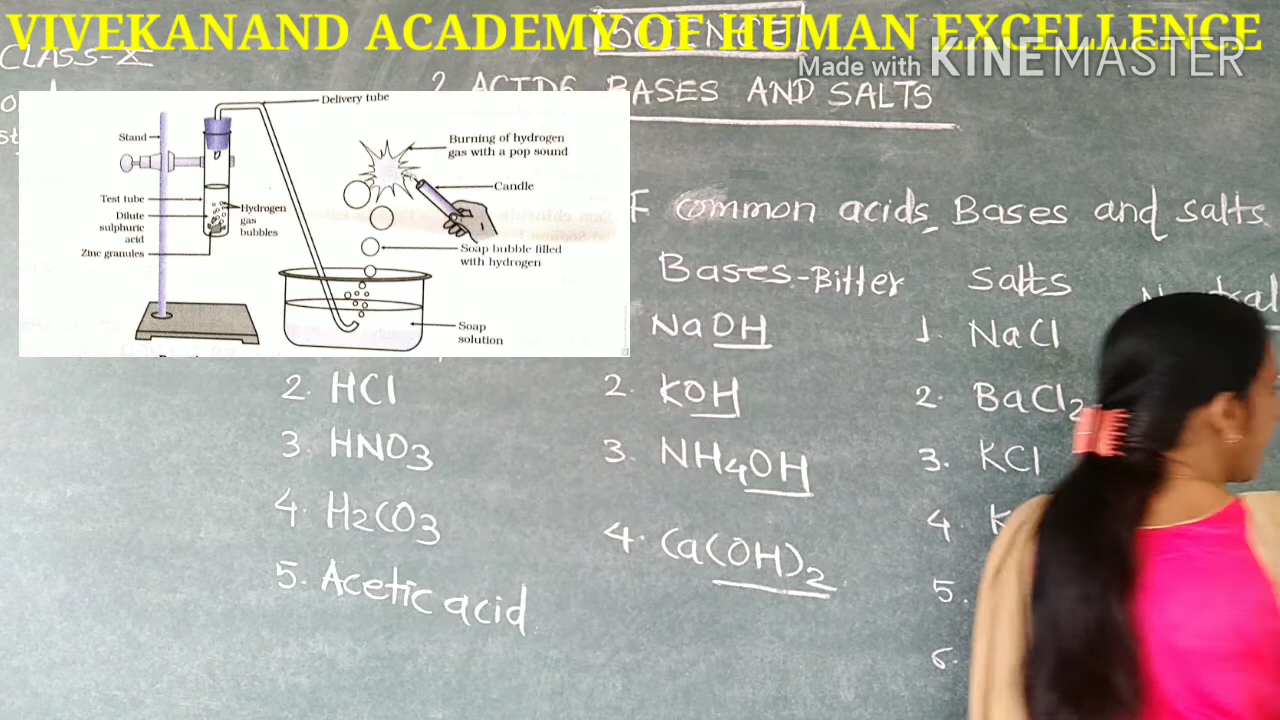 VIVEKANAND ACADEMY OF HUMAN EXCELLENCE
SCIENCE
Made with KINEMASTER
CLASS-X
2 ACIDS BASES AND SALTS
Delivery tube
Stand
Burning of hydrogen
gas with a pop sound
Candle
Test tube
Hydrogen
gas
bubbles
Dilute
sulphuric
acid
Zinc granules
Soap bubble filled
with hydrogen
Soap
solution
common acids, Bases and salts
Bases-Bitter
NaOH
2. KOH
3. NH4OH
4. Ca(OH)2
Salts
1. NaCl
2. BaCl2
3. KCl
4. K
5.
6.
2. HCl
3. HNO3
4. H2CO3
5. Acetic acid